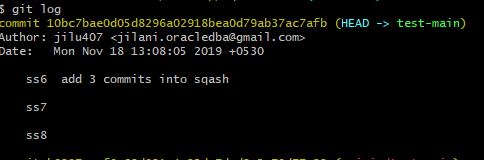 $ git log
commit 10bc7bae0d05d8296a02918bea0d79ab37ac7afb (HEAD -> test-main)
Author: jilu407 <jilani.oracledba@gmail.com>
Date:   Mon Nov 18 13:08:05 2019 +0530
ss6  add 3 commits into sqash
ss7
ss8